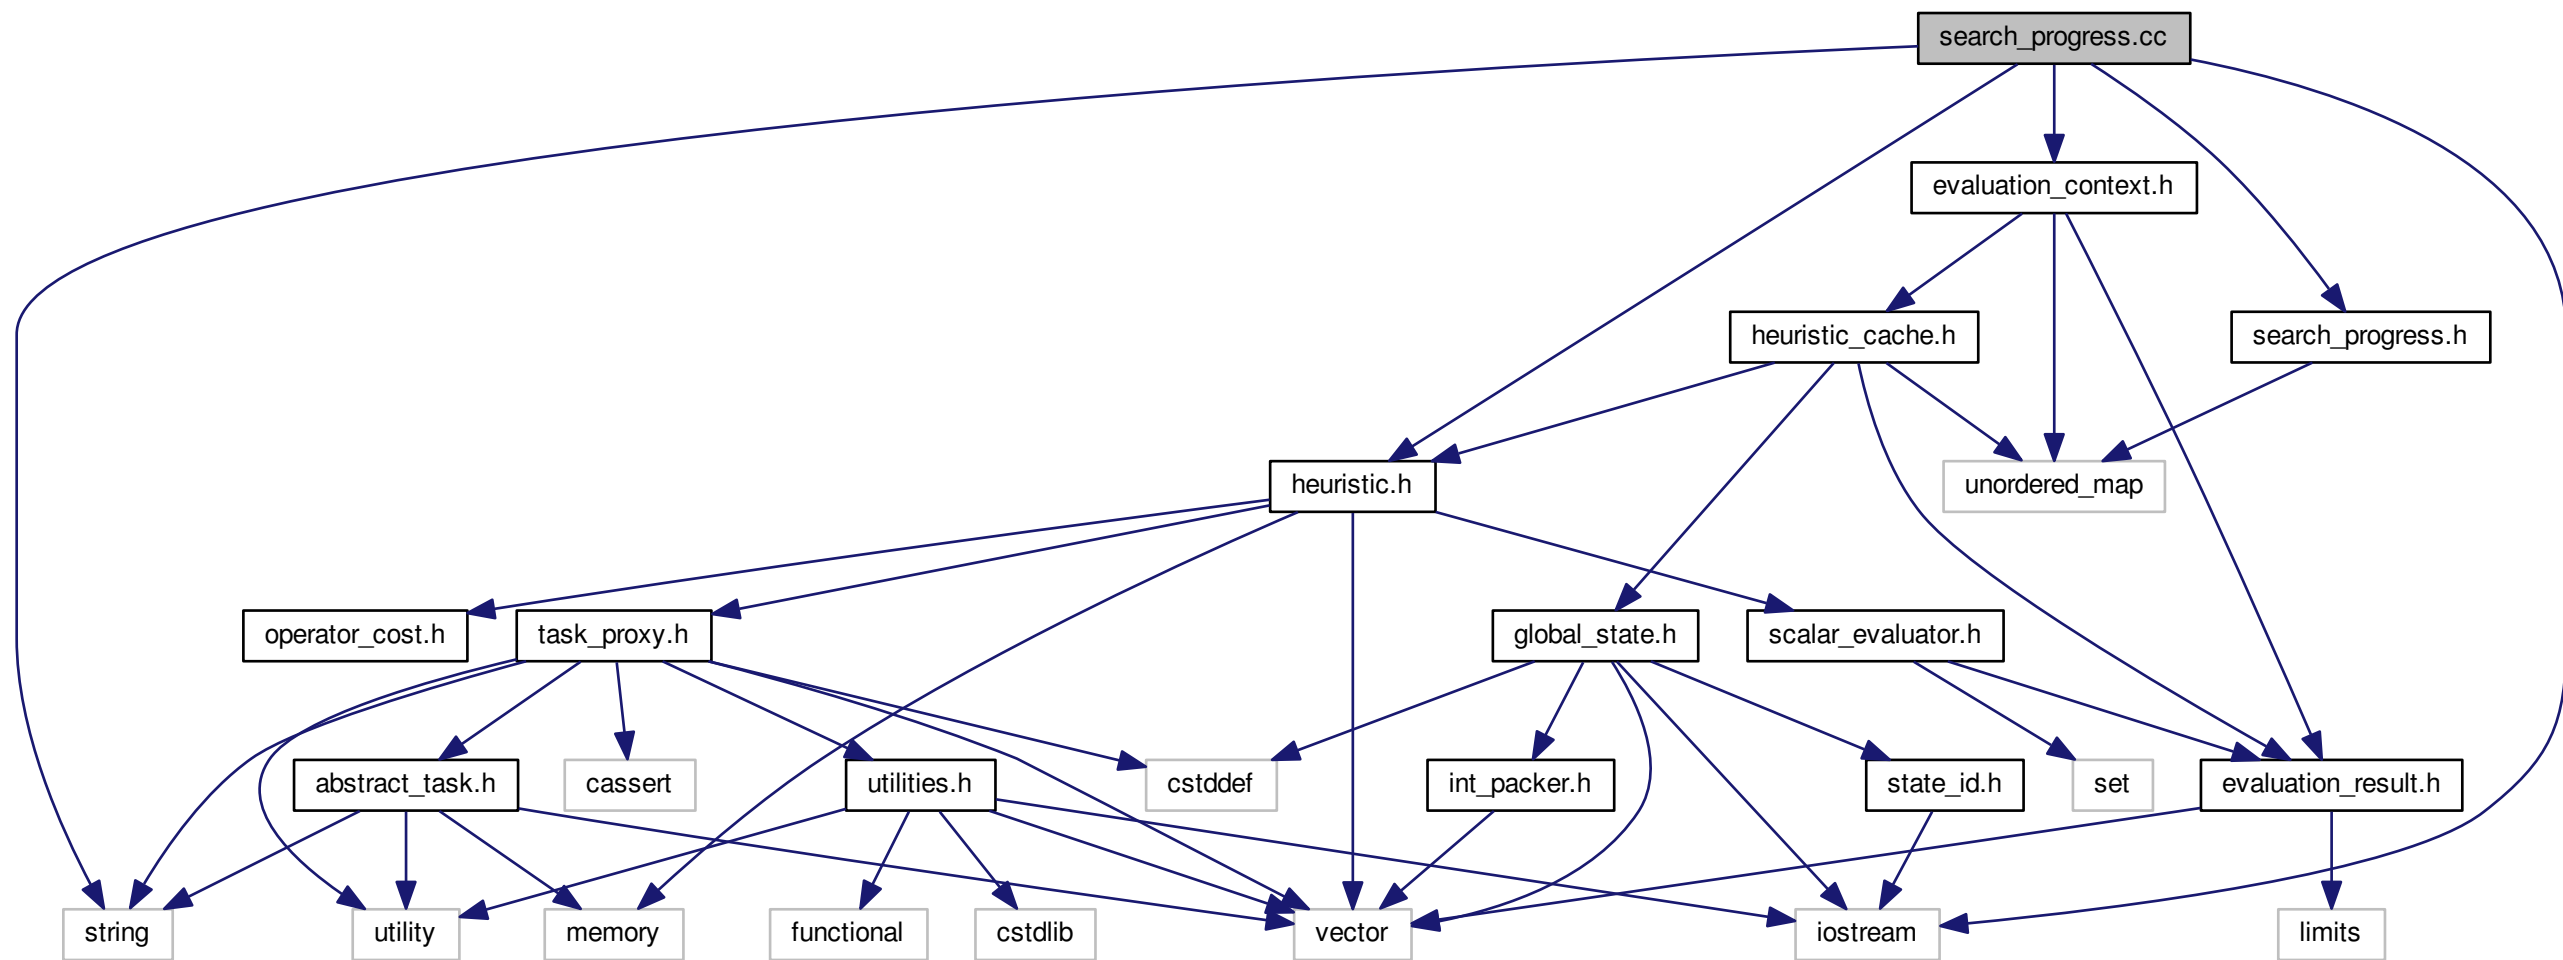 search_progress.cc
evaluation_context.h
heuristic_cache.h
search_progress.h
heuristic.h
unordered_map
operator_cost.h
task_proxy.h
global_state.h
scalar_evaluator.h
abstract_task.h
cassert
utilities.h
cstddef
int_packer.h
state_id.h
set
evaluation_result.h
string
utility
memory
functional
cstdlib
vector
iostream
limits